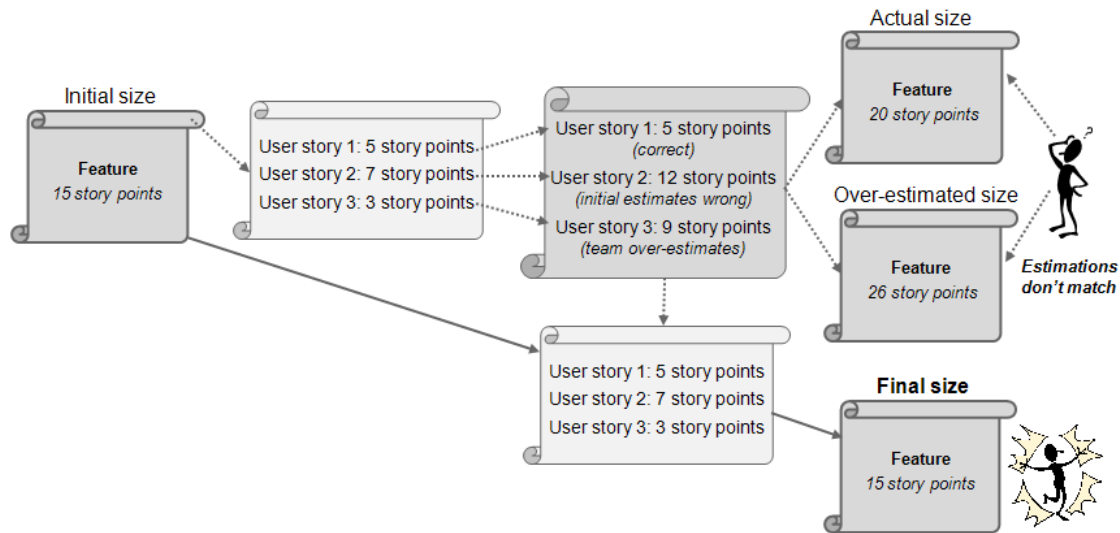 Initial size
Feature
15 story points
User story 1: 5 story points
User story 2: 7 story points
User story 3: 3 story points
User story 1: 5 story points
(correct)
User story 2: 12 story points
(initial estimates wrong)
User story 3: 9 story points
(team over-estimates)
Actual size
Feature
20 story points
Over-estimated size
Feature
26 story points
?
Estimations
don't match
User story 1: 5 story points
User story 2: 7 story points
User story 3: 3 story points
Final size
Feature
15 story points